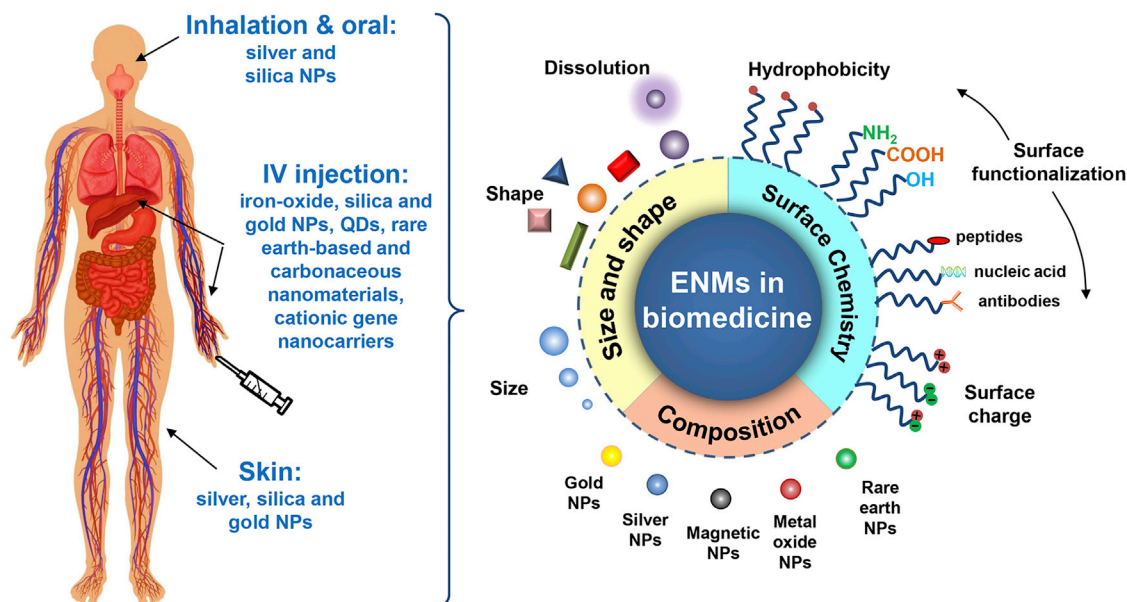 Inhalation & oral:
silver and
silica NPs
IV injection:
iron-oxide, silica and
gold NPs, QDs, rare
earth-based and
carbonaceous
nanomaterials,
cationic gene
nanocarriers
Skin:
silver, silica and
gold NPs
Dissolution
Shape
Size
Hydrophobicity
NH2
COOH
OH
Surface
functionalization
peptides
nucleic acid
antibodies
+
+
−
−
+
−
Surface
charge
Size and shape
Surface Chemistry
Composition
ENMs in
biomedicine
Gold
NPs
Silver
NPs
Magnetic
NPs
Metal
oxide NPs
Rare
earth
NPs